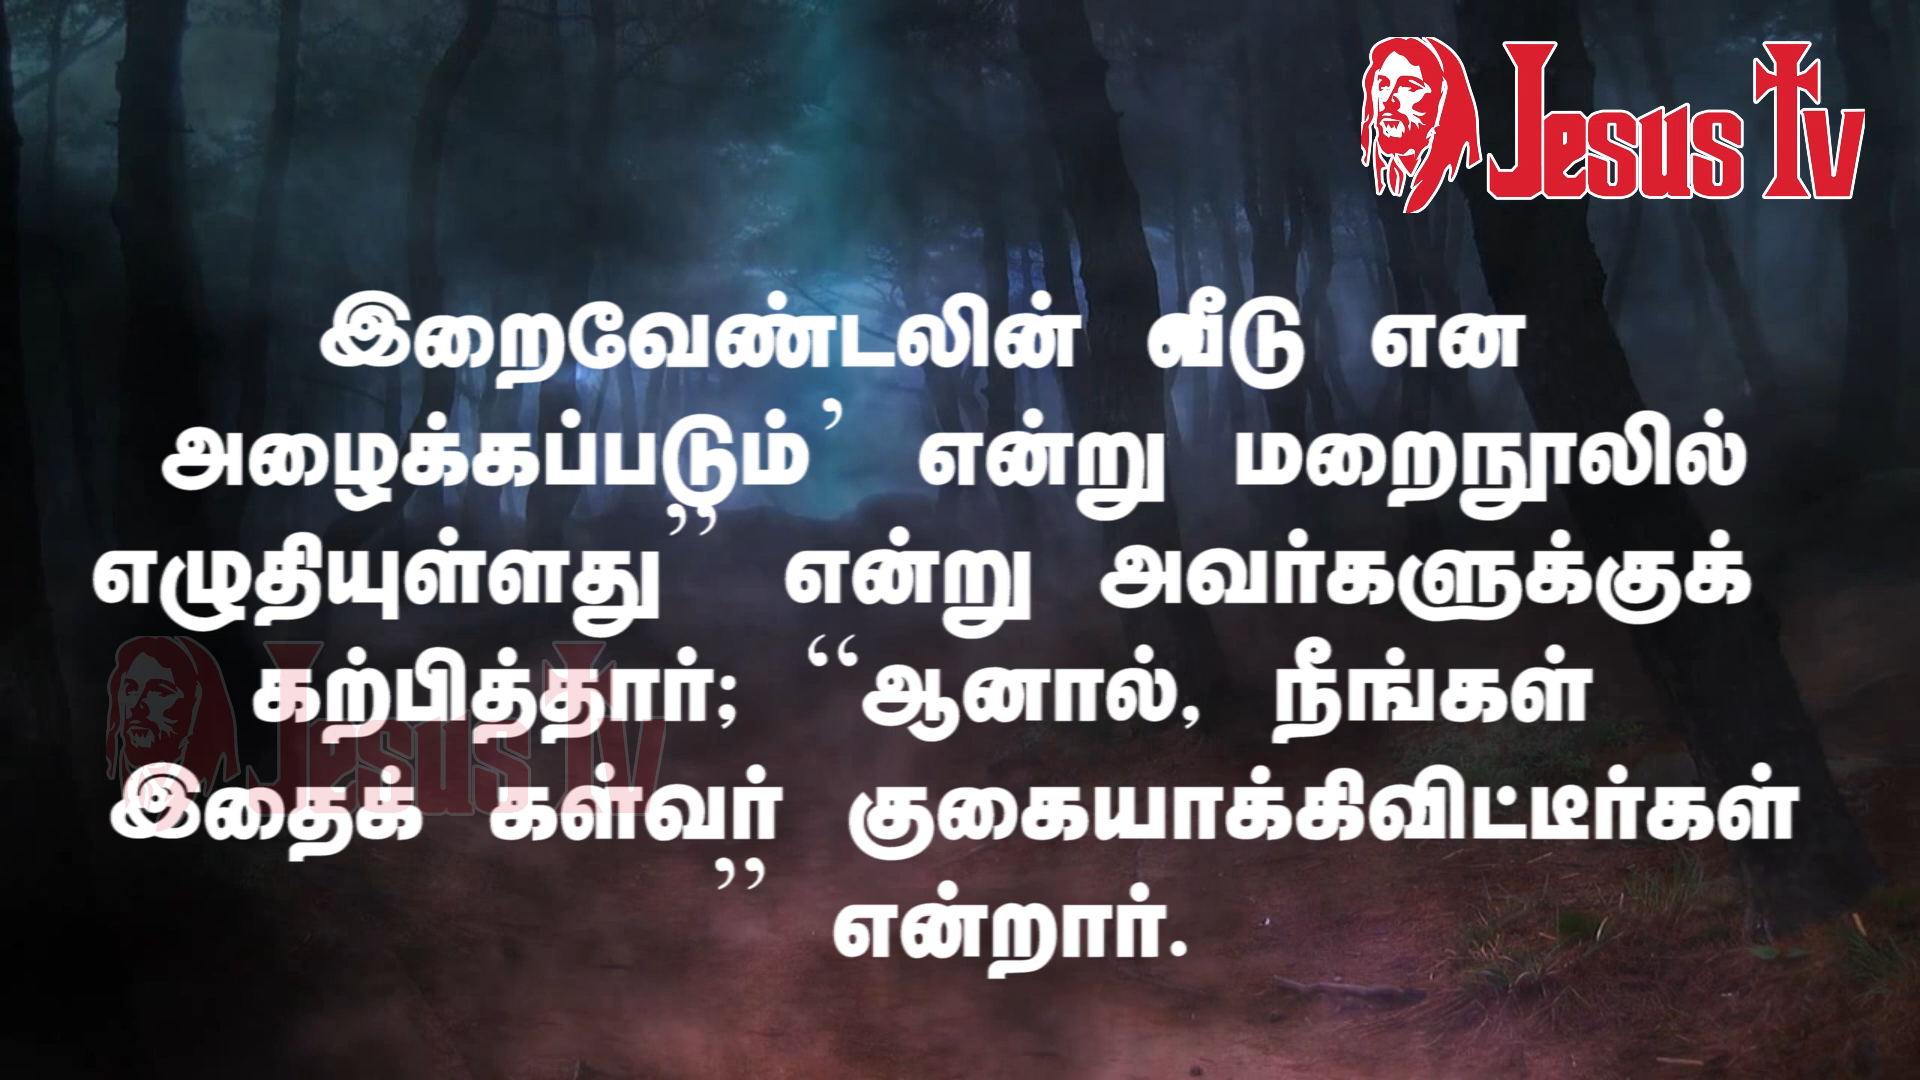 Jesus Tv
இறைவேண்டலின் வீடு என
அழைக்கப்படும்’ என்று மறைநூலில்
எழுதியுள்ளது” என்று அவர்களுக்குக்
கற்பித்தார்; “ஆனால், நீங்கள்
Jesus Tv
இதைக் கள்வர் குகையாக்கிவிட்டீர்கள்
” என்றார்.